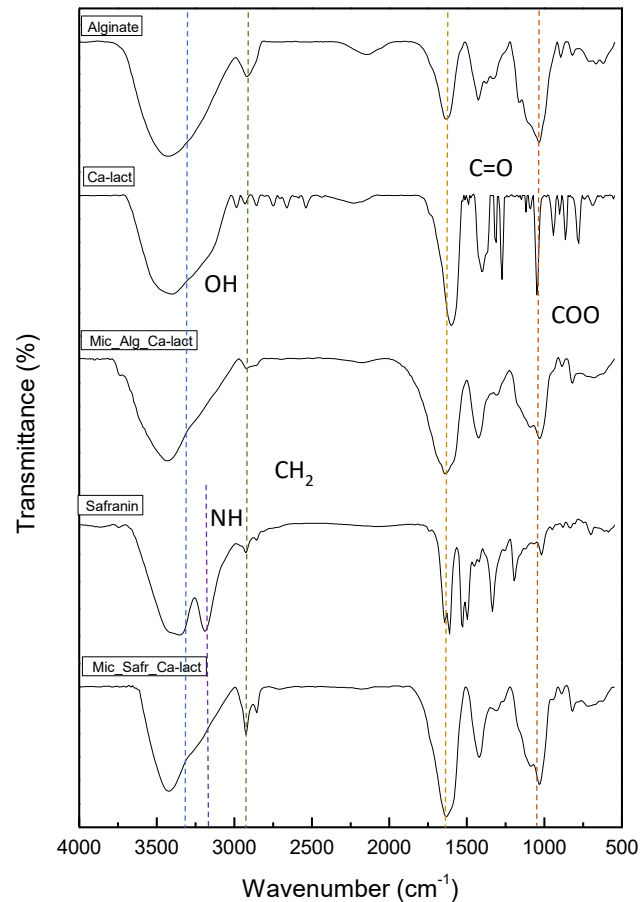 Alginate
C=O
Ca-lact
OH
COO
Mic_Alg_Ca-lact
CH₂
Safranin
NH
Mic_Safr_Ca-lact
Transmittance (%)
4000 3500 3000 2500 2000 1500 1000 500
Wavenumber (cm⁻¹)